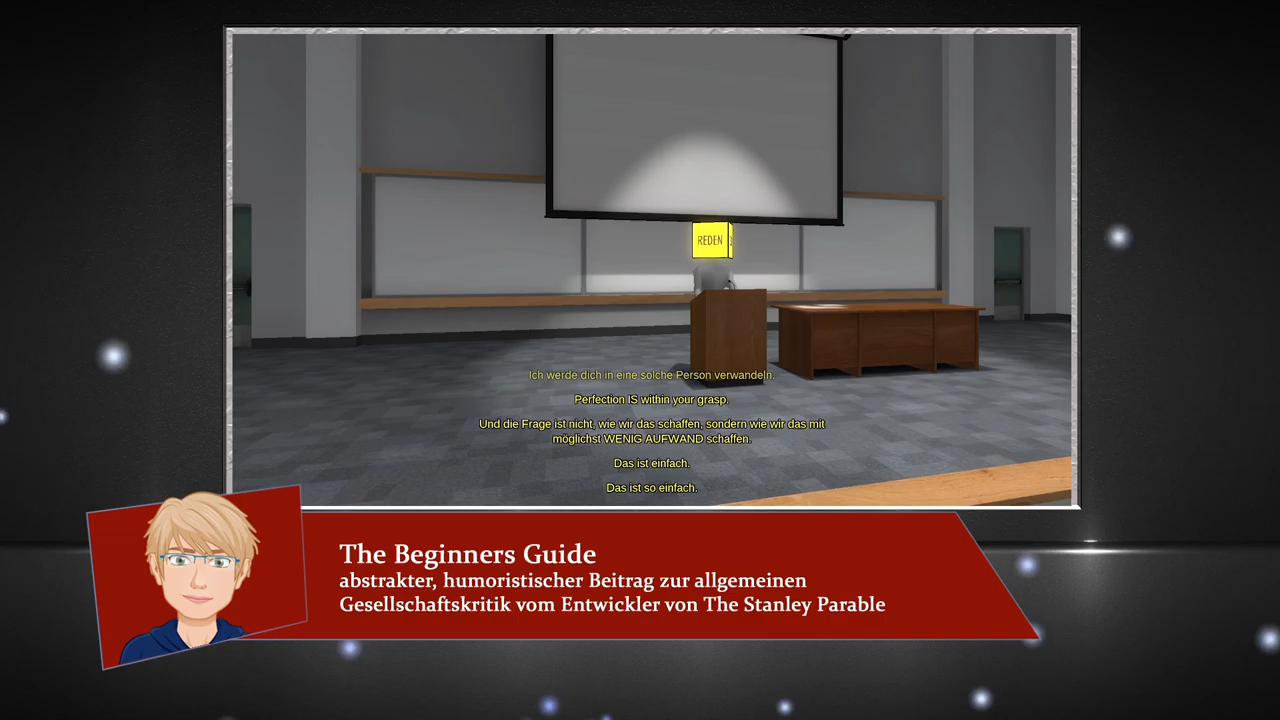 REDEN
Ich werde dich in eine solche Person verwandeln.
Perfection IS within your grasp.
Und die Frage ist nicht, wie wir das schaffen, sondern wie wir das mit
möglichst WENIG AUFWAND schaffen.
Das ist einfach.
Das ist so einfach.
The Beginners Guide
abstrakter, humoristischer Beitrag zur allgemeinen
Gesellschaftskritik vom Entwickler von The Stanley Parable